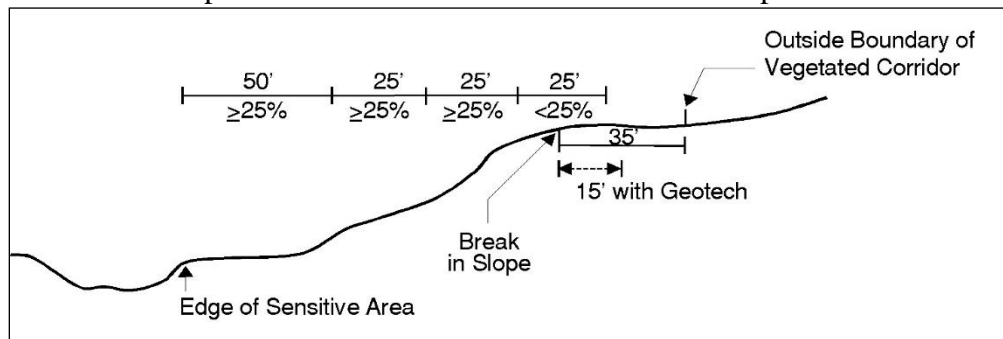 Outside Boundary of
Vegetated Corridor
50' 25' 25' 25'
≥25% ≥25% ≥25% <25%
35'
15' with Geotech
Break
in Slope
Edge of Sensitive Area